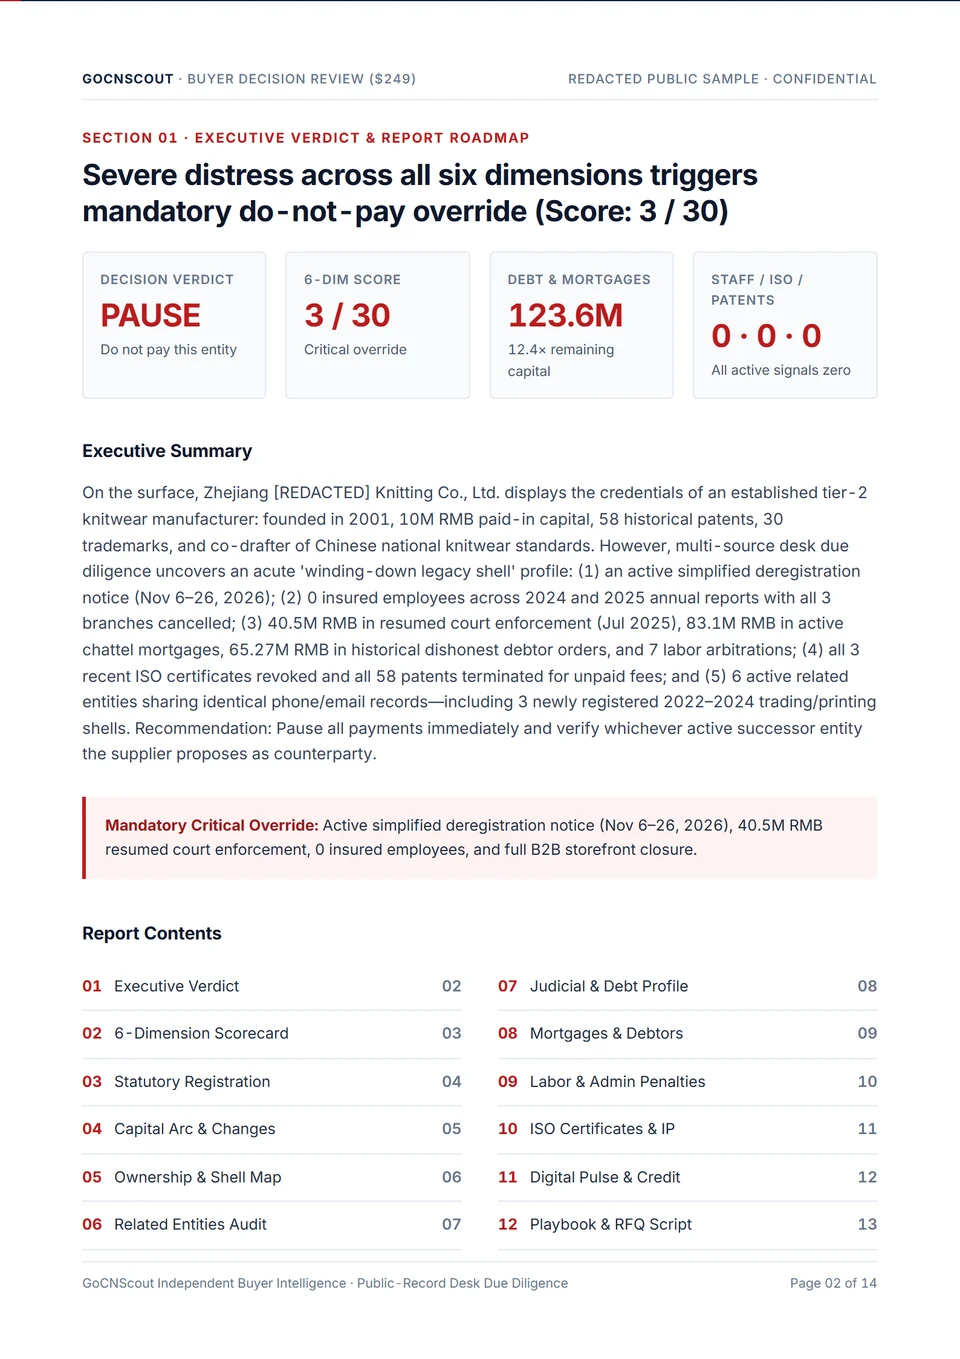 GOCNSCOUT · BUYER DECISION REVIEW ($249)
REDACTED PUBLIC SAMPLE · CONFIDENTIAL
SECTION 01 · EXECUTIVE VERDICT & REPORT ROADMAP
Severe distress across all six dimensions triggers
mandatory do-not-pay override (Score: 3 / 30)
DECISION VERDICT
PAUSE
Do not pay this entity
6-DIM SCORE
3 / 30
Critical override
DEBT & MORTGAGES
123.6M
12.4× remaining
capital
STAFF / ISO /
PATENTS
0 · 0 · 0
All active signals zero
Executive Summary
On the surface, Zhejiang [REDACTED] Knitting Co., Ltd. displays the credentials of an established tier-2
knitwear manufacturer: founded in 2001, 10M RMB paid-in capital, 58 historical patents, 30
trademarks, and co-drafter of Chinese national knitwear standards. However, multi-source desk due
diligence uncovers an acute 'winding-down legacy shell' profile: (1) an active simplified deregistration
notice (Nov 6–26, 2026); (2) 0 insured employees across 2024 and 2025 annual reports with all 3
branches cancelled; (3) 40.5M RMB in resumed court enforcement (Jul 2025), 83.1M RMB in active
chattel mortgages, 65.27M RMB in historical dishonest debtor orders, and 7 labor arbitrations; (4) all 3
recent ISO certificates revoked and all 58 patents terminated for unpaid fees; and (5) 6 active related
entities sharing identical phone/email records—including 3 newly registered 2022–2024 trading/printing
shells. Recommendation: Pause all payments immediately and verify whichever active successor entity
the supplier proposes as counterparty.
Mandatory Critical Override: Active simplified deregistration notice (Nov 6–26, 2026), 40.5M RMB
resumed court enforcement, 0 insured employees, and full B2B storefront closure.
Report Contents
01 Executive Verdict 02
02 6-Dimension Scorecard 03
03 Statutory Registration 04
04 Capital Arc & Changes 05
05 Ownership & Shell Map 06
06 Related Entities Audit 07
07 Judicial & Debt Profile 08
08 Mortgages & Debtors 09
09 Labor & Admin Penalties 10
10 ISO Certificates & IP 11
11 Digital Pulse & Credit 12
12 Playbook & RFQ Script 13
GoCNScout Independent Buyer Intelligence · Public-Record Desk Due Diligence
Page 02 of 14